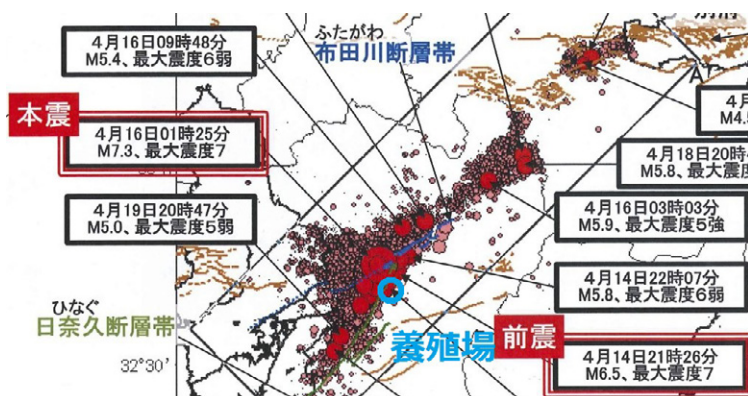 別府
ふたがわ
布田川断層帯
4月16日09時48分
M5.4、最大震度6弱
本震
4月16日01時25分
M7.3、最大震度7
4月19日20時47分
M5.0、最大震度5弱
ひなぐ
日奈久断層帯
32°30'
養殖場
前震
A
4月
M4.5
4月18日20時4
M5.8、最大
4月16日03時03分
M5.9、最大震度5強
4月14日22時07分
M5.8、最大震度6弱
4月14日21時26分
M6.5、最大震度7